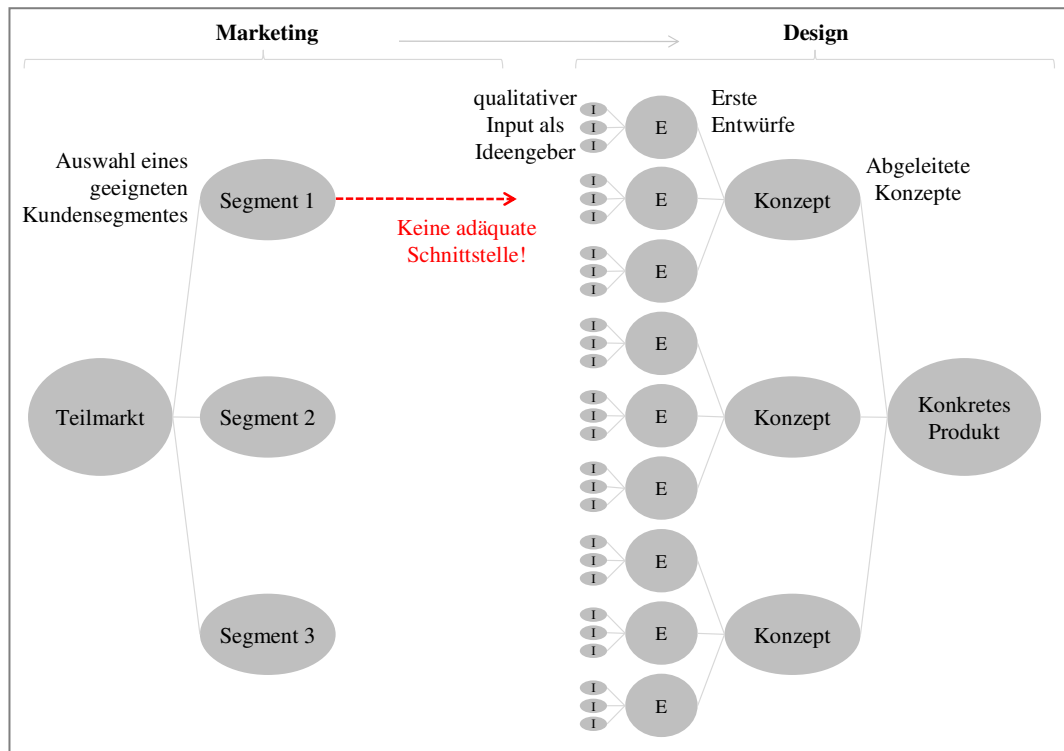 Marketing
Design
qualitativer
Input als
Ideengeber
Erste
Entwürfe
Auswahl eines
geeigneten
Kundensegmentes
Abgeleitete
Konzepte
Segment 1
Keine adäquate
Schnittstelle!
Teilmarkt
Segment 2
Segment 3
I
I
I
E
I
I
I
E
I
I
I
E
Konzept
I
I
I
E
I
I
I
E
I
I
I
E
Konzept
I
I
I
E
I
I
I
E
I
I
I
E
Konzept
Konkretes
Produkt